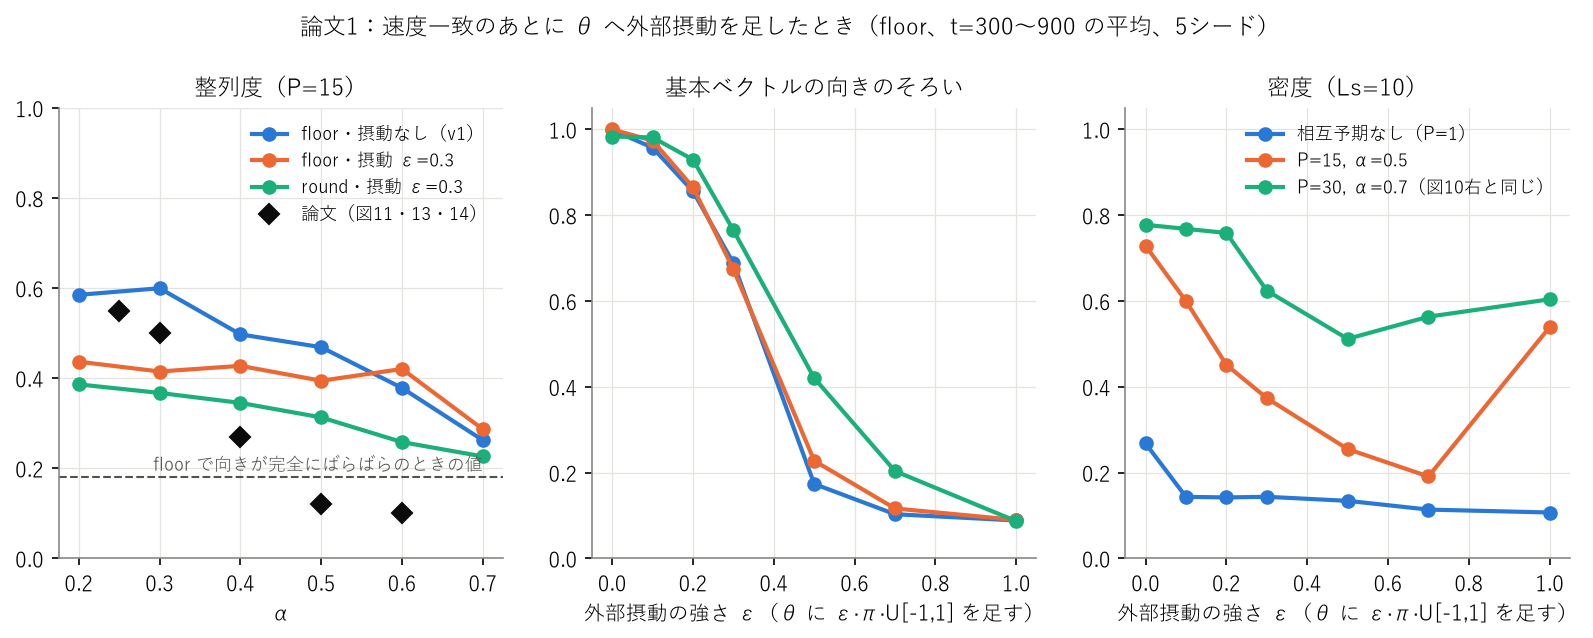 論文1：速度一致のあとに θ へ外部摂動を足したとき（floor、t=300〜900 の平均、5シード）
整列度（P=15）
1.0
0.8
0.6
0.4
0.2
0.0
floor・摂動なし（v1）
floor・摂動 ε=0.3
round・摂動 ε=0.3
論文（図11・13・14）
floor で向きが完全にばらばらのときの値
0.2 0.3 0.4 0.5 0.6 0.7
α
基本ベクトルの向きのそろい
1.0
0.8
0.6
0.4
0.2
0.0
0.0 0.2 0.4 0.6 0.8 1.0
外部摂動の強さ ε（θ に ε·π·U[-1,1] を足す）
密度（Ls=10）
1.0
0.8
0.6
0.4
0.2
0.0
相互予期なし（P=1）
P=15, α=0.5
P=30, α=0.7（図10右と同じ）
0.0 0.2 0.4 0.6 0.8 1.0
外部摂動の強さ ε（θ に ε·π·U[-1,1] を足す）